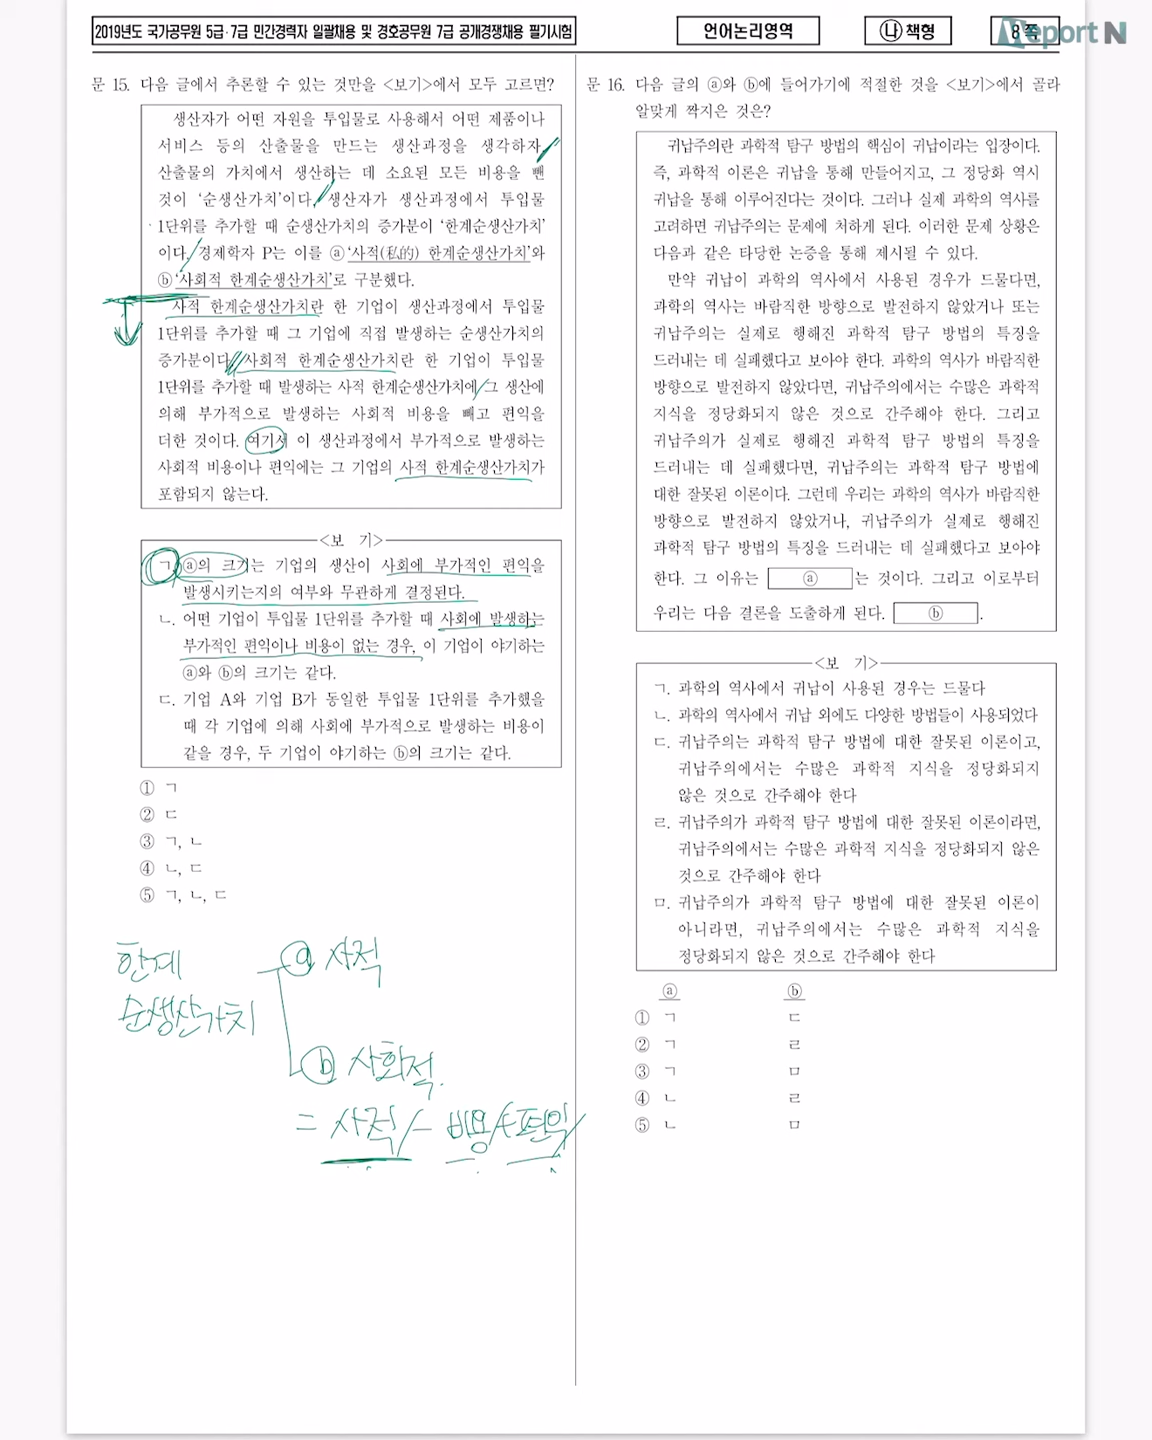 2019년도 국가공무원 5급·7급 민간경력자 일괄채용 및 경호공무원 7급 공개경쟁채용 필기시험
언어논리영역
㉯ 책형
8쪽
Report N
문 15. 다음 글에서 추론할 수 있는 것만을 <보기>에서 모두 고르면?
생산자가 어떤 자원을 투입물로 사용해서 어떤 제품이나
서비스 등의 산출물을 만드는 생산과정을 생각하자.
산출물의 가치에서 생산하는 데 소요된 모든 비용을 뺀
것이 ‘순생산가치’이다. 생산자가 생산과정에서 투입물
1단위를 추가할 때 순생산가치의 증가분이 ‘한계순생산가치’
이다. 경제학자 P는 이를 ⓐ‘사적(私的) 한계순생산가치’와
ⓑ‘사회적 한계순생산가치’로 구분했다.
사적 한계순생산가치란 한 기업이 생산과정에서 투입물
1단위를 추가할 때 그 기업에 직접 발생하는 순생산가치의
증가분이다. 사회적 한계순생산가치란 한 기업이 투입물
1단위를 추가할 때 발생하는 사적 한계순생산가치에 그 생산에
의해 부가적으로 발생하는 사회적 비용을 빼고 편익을
더한 것이다. 여기서 이 생산과정에서 부가적으로 발생하는
사회적 비용이나 편익에는 그 기업의 사적 한계순생산가치가
포함되지 않는다.
<보 기>
ㄱ. ⓐ의 크기는 기업의 생산이 사회에 부가적인 편익을
발생시키는지의 여부와 무관하게 결정된다.
ㄴ. 어떤 기업이 투입물 1단위를 추가할 때 사회에 발생하는
부가적인 편익이나 비용이 없는 경우, 이 기업이 야기하는
ⓐ와 ⓑ의 크기는 같다.
ㄷ. 기업 A와 기업 B가 동일한 투입물 1단위를 추가했을
때 각 기업에 의해 사회에 부가적으로 발생하는 비용이
같을 경우, 두 기업이 야기하는 ⓑ의 크기는 같다.
① ㄱ
② ㄷ
③ ㄱ, ㄴ
④ ㄴ, ㄷ
⑤ ㄱ, ㄴ, ㄷ
한계
순생산가치
ⓐ 사적
ⓑ 사회적
= 사적 - 비용 + 편익
문 16. 다음 글의 ⓐ와 ⓑ에 들어가기에 적절한 것을 <보기>에서 골라
알맞게 짝지은 것은?
귀납주의란 과학적 탐구 방법의 핵심이 귀납이라는 입장이다.
즉, 과학적 이론은 귀납을 통해 만들어지고, 그 정당화 역시
귀납을 통해 이루어진다는 것이다. 그러나 실제 과학의 역사를
고려하면 귀납주의는 문제에 처하게 된다. 이러한 문제 상황은
다음과 같은 타당한 논증을 통해 제시될 수 있다.
만약 귀납이 과학의 역사에서 사용된 경우가 드물다면,
과학의 역사는 바람직한 방향으로 발전하지 않았거나 또는
귀납주의는 실제로 행해진 과학적 탐구 방법의 특징을
드러내는 데 실패했다고 보아야 한다. 과학의 역사가 바람직한
방향으로 발전하지 않았다면, 귀납주의에서는 수많은 과학적
지식을 정당화되지 않은 것으로 간주해야 한다. 그리고
귀납주의가 실제로 행해진 과학적 탐구 방법의 특징을
드러내는 데 실패했다면, 귀납주의는 과학적 탐구 방법에
대한 잘못된 이론이다. 그런데 우리는 과학의 역사가 바람직한
방향으로 발전하지 않았거나, 귀납주의가 실제로 행해진
과학적 탐구 방법의 특징을 드러내는 데 실패했다고 보아야
한다. 그 이유는 ⓐ 는 것이다. 그리고 이로부터
우리는 다음 결론을 도출하게 된다. ⓑ .
<보 기>
ㄱ. 과학의 역사에서 귀납이 사용된 경우는 드물다
ㄴ. 과학의 역사에서 귀납 외에도 다양한 방법들이 사용되었다
ㄷ. 귀납주의는 과학적 탐구 방법에 대한 잘못된 이론이고,
귀납주의에서는 수많은 과학적 지식을 정당화되지
않은 것으로 간주해야 한다
ㄹ. 귀납주의가 과학적 탐구 방법에 대한 잘못된 이론이라면,
귀납주의에서는 수많은 과학적 지식을 정당화되지 않은
것으로 간주해야 한다
ㅁ. 귀납주의가 과학적 탐구 방법에 대한 잘못된 이론이
아니라면, 귀납주의에서는 수많은 과학적 지식을
정당화되지 않은 것으로 간주해야 한다
ⓐ ⓑ
① ㄱ ㄷ
② ㄱ ㄹ
③ ㄱ ㅁ
④ ㄴ ㄹ
⑤ ㄴ ㅁ